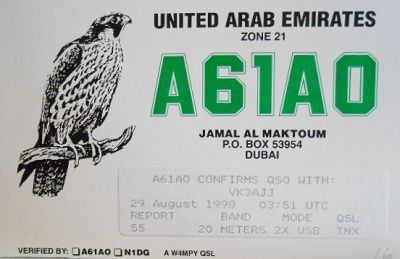 UNITED ARAB EMIRATES
ZONE 21
A61AO
JAMAL AL MAKTOUM
P.O. BOX 53954
DUBAI
A61AO CONFIRMS QSO WITH:
VK3AJJ
29 August 1998 03:51 UTC
REPORT BAND MODE QSL
55 20 METERS 2X USB TNX
VERIFIED BY: A61AO N1DG A W4MPY QSL